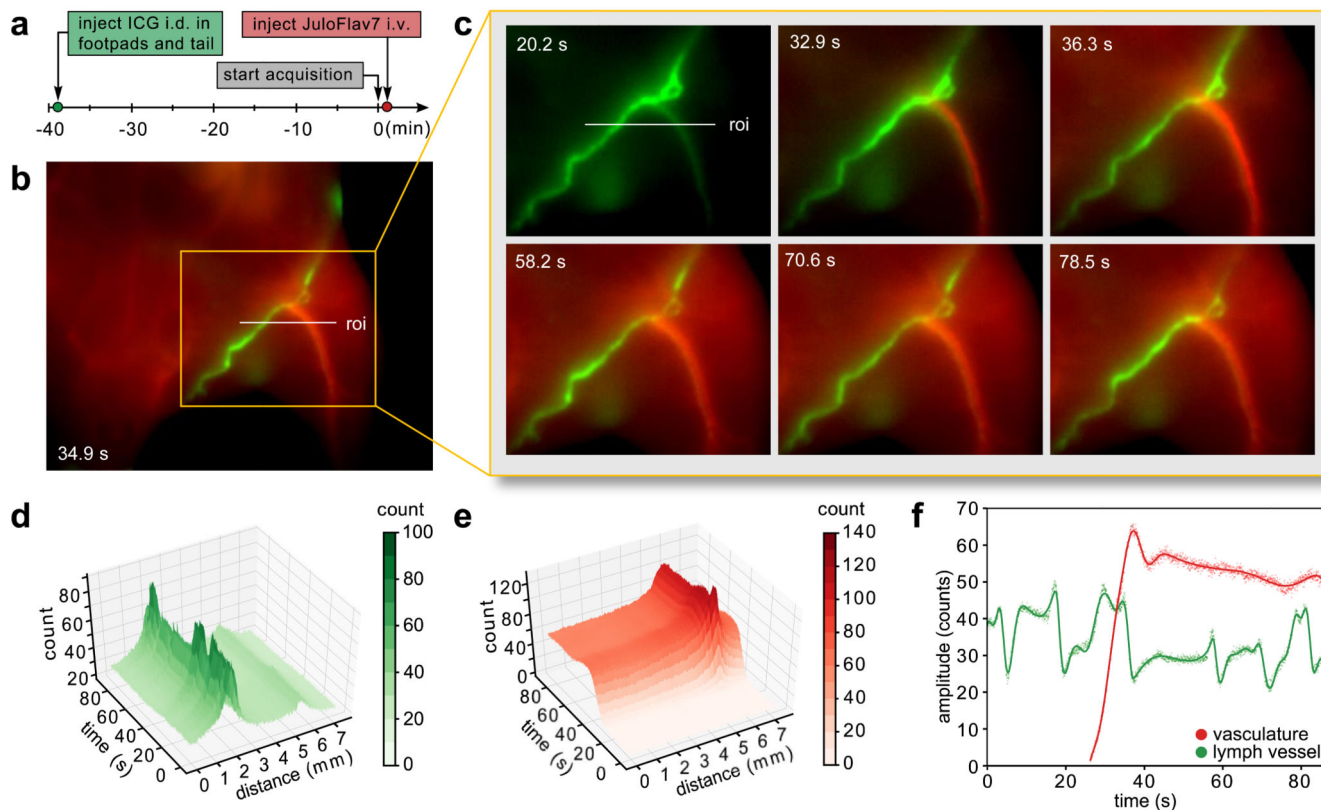 a
inject ICG i.d. in
footpads and tail
inject JuloFlav7 i.v.
start acquisition
-40 -30 -20 -10 0(min)
b
roi
34.9 s
c
20.2 s
roi
32.9 s
36.3 s
58.2 s
70.6 s
78.5 s
d
count
100
80
60
40
20
0
count
80
60
40
20
time (s)
80
60
40
20
0
distance (mm)
0 1 2 3 4 5 6 7
e
count
140
120
100
80
60
40
20
0
count
120
80
40
0
time (s)
80
60
40
20
0
distance (mm)
0 1 2 3 4 5 6 7
f
amplitude (counts)
70
60
50
40
30
20
10
0
vasculature
lymph vessel
0 20 40 60 80
time (s)